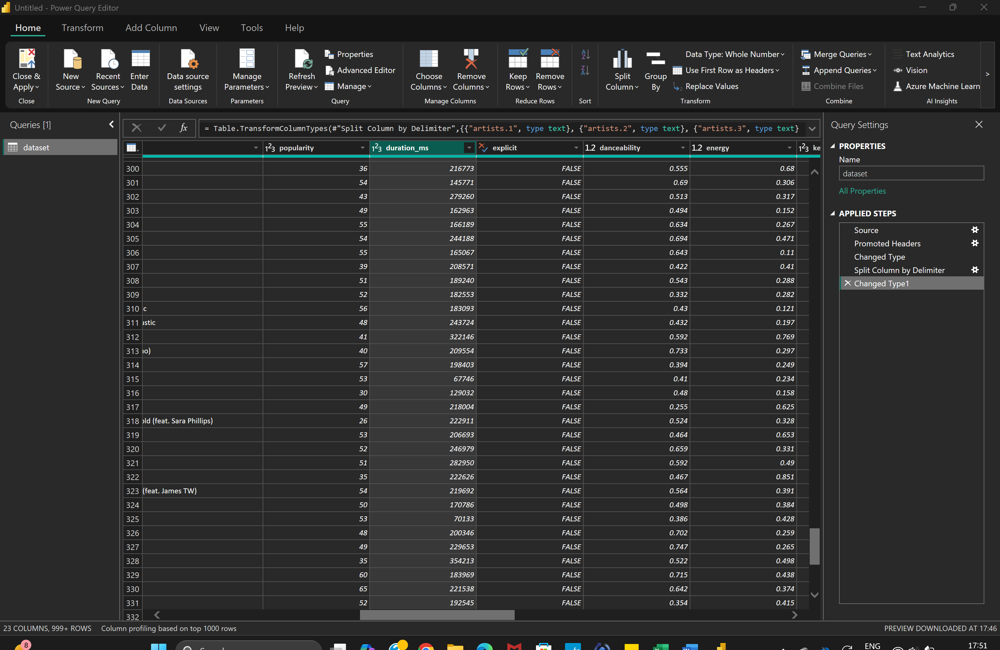 Untitled - Power Query Editor
Home Transform Add Column View Tools Help
Close & Apply
Close
New Source
Recent Sources
Enter Data
New Query
Data source settings
Data Sources
Manage Parameters
Parameters
Refresh Preview
Properties
Advanced Editor
Manage
Query
Choose Columns
Remove Columns
Manage Columns
Keep Rows
Remove Rows
Reduce Rows
Sort
Split Column
Group By
Data Type: Whole Number
Use First Row as Headers
Replace Values
Transform
Merge Queries
Append Queries
Combine Files
Combine
Text Analytics
Vision
Azure Machine Learn
AI Insights
Queries [1]
dataset
fx = Table.TransformColumnTypes(#"Split Column by Delimiter",{{"artists.1", type text}, {"artists.2", type text}, {"artists.3", type text}
popularity duration_ms explicit danceability energy ke
300 36 216773 FALSE 0.555 0.68
301 54 145771 FALSE 0.69 0.306
302 43 279260 FALSE 0.513 0.317
303 49 162963 FALSE 0.494 0.152
304 55 166189 FALSE 0.634 0.267
305 54 244188 FALSE 0.694 0.471
306 55 165067 FALSE 0.643 0.11
307 39 208571 FALSE 0.422 0.41
308 51 189240 FALSE 0.543 0.288
309 52 182553 FALSE 0.332 0.282
310 c 56 183093 FALSE 0.43 0.121
311 ustic 48 243724 FALSE 0.432 0.197
312 41 322146 FALSE 0.592 0.769
313 no) 40 209554 FALSE 0.733 0.297
314 57 198403 FALSE 0.394 0.249
315 53 67746 FALSE 0.41 0.234
316 30 129032 FALSE 0.48 0.158
317 49 218004 FALSE 0.255 0.625
318 old (feat. Sara Phillips) 26 222911 FALSE 0.524 0.328
319 53 206693 FALSE 0.464 0.653
320 52 246979 FALSE 0.659 0.331
321 51 282950 FALSE 0.592 0.49
322 35 222626 FALSE 0.467 0.851
323 (feat. James TW) 54 219692 FALSE 0.564 0.391
324 50 170786 FALSE 0.498 0.384
325 53 70133 FALSE 0.386 0.428
326 48 200346 FALSE 0.702 0.259
327 49 229653 FALSE 0.747 0.265
328 35 354213 FALSE 0.522 0.498
329 60 183969 FALSE 0.715 0.438
330 65 221538 FALSE 0.642 0.374
331 52 192545 FALSE 0.354 0.415
332
Query Settings
PROPERTIES
Name
dataset
All Properties
APPLIED STEPS
Source
Promoted Headers
Changed Type
Split Column by Delimiter
Changed Type1
23 COLUMNS, 999+ ROWS Column profiling based on top 1000 rows
PREVIEW DOWNLOADED AT 17:46
8
ENG
17:51